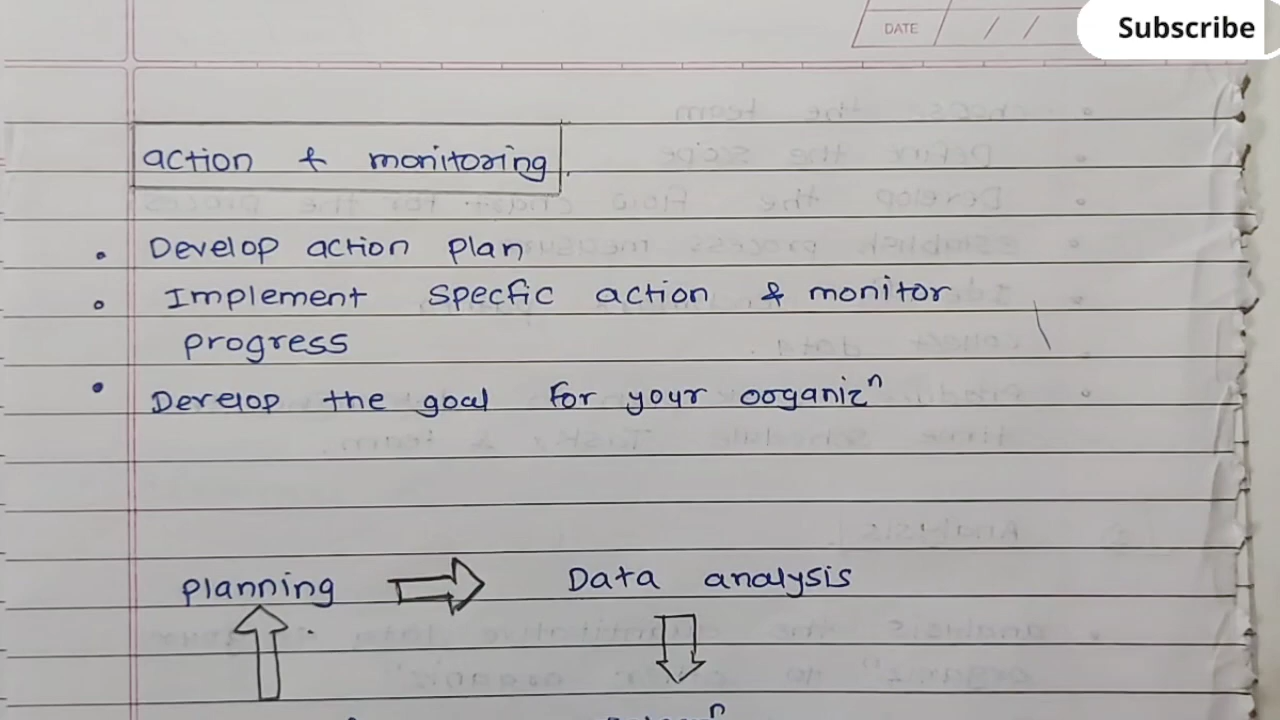 Subscribe
DATE / /
action & monitoring
• Develop action plan
• Implement specfic action & monitor
progress
• Develop the goal for your oorganizⁿ
planning ⇒ Data analysis